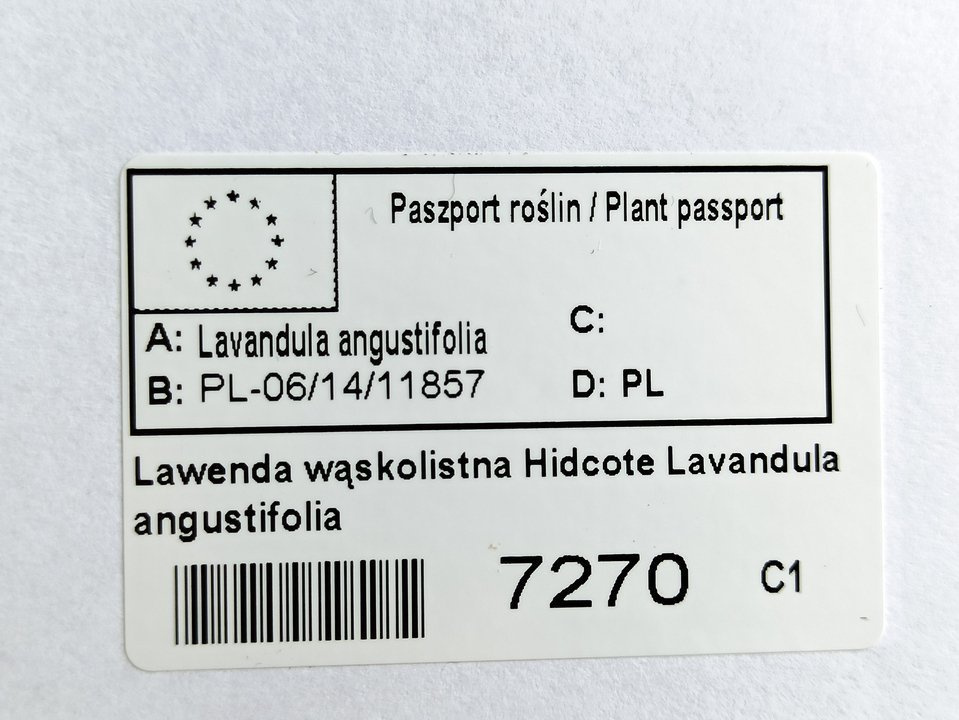 Paszport roślin / Plant passport
A: Lavandula angustifolia
C:
B: PL-06/14/11857
D: PL
Lawenda wąskolistna Hidcote Lavandula
angustifolia
7270 C1